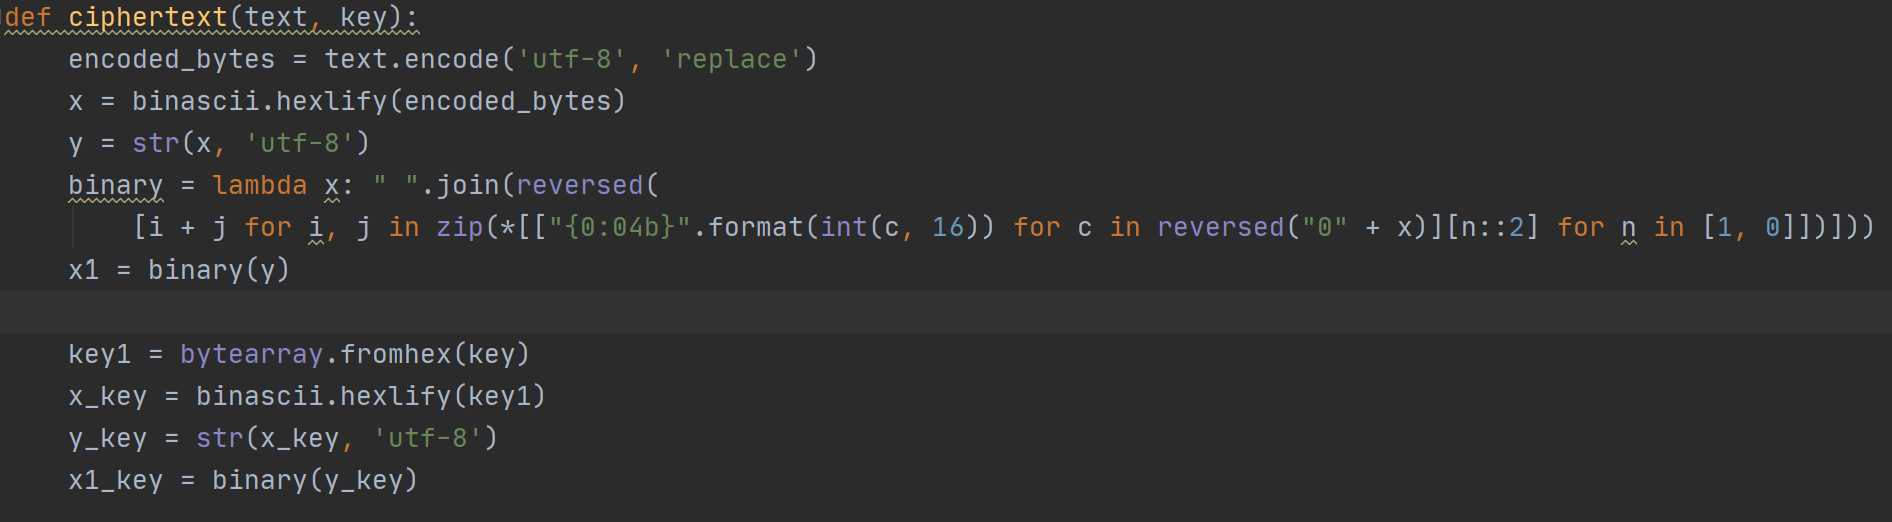 def ciphertext(text, key):
    encoded_bytes = text.encode('utf-8', 'replace')
    x = binascii.hexlify(encoded_bytes)
    y = str(x, 'utf-8')
    binary = lambda x: " ".join(reversed(
        [i + j for i, j in zip(*[["{0:04b}".format(int(c, 16)) for c in reversed("0" + x)][n::2] for n in [1, 0]])]))
    x1 = binary(y)

    key1 = bytearray.fromhex(key)
    x_key = binascii.hexlify(key1)
    y_key = str(x_key, 'utf-8')
    x1_key = binary(y_key)